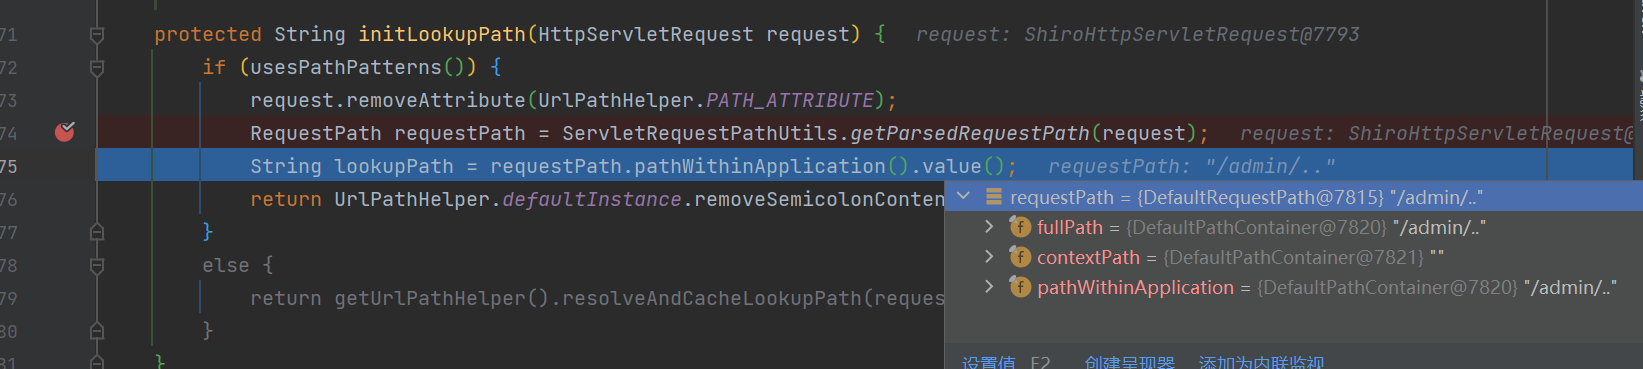 71 protected String initLookupPath(HttpServletRequest request) { request: ShiroHttpServletRequest@7793
72 if (usesPathPatterns()) {
73 request.removeAttribute(UrlPathHelper.PATH_ATTRIBUTE);
74 RequestPath requestPath = ServletRequestPathUtils.getParsedRequestPath(request); request: ShiroHttpServletRequest@
75 String lookupPath = requestPath.pathWithinApplication().value(); requestPath: "/admin/.."
76 return UrlPathHelper.defaultInstance.removeSemicolonConten
77 }
78 else {
79 return getUrlPathHelper().resolveAndCacheLookupPath(reques
80 }
81 }
requestPath = {DefaultRequestPath@7815} "/admin/.."
fullPath = {DefaultPathContainer@7820} "/admin/.."
contextPath = {DefaultPathContainer@7821} ""
pathWithinApplication = {DefaultPathContainer@7820} "/admin/.."
设置值 F2 创建呈现器 添加为内联监视